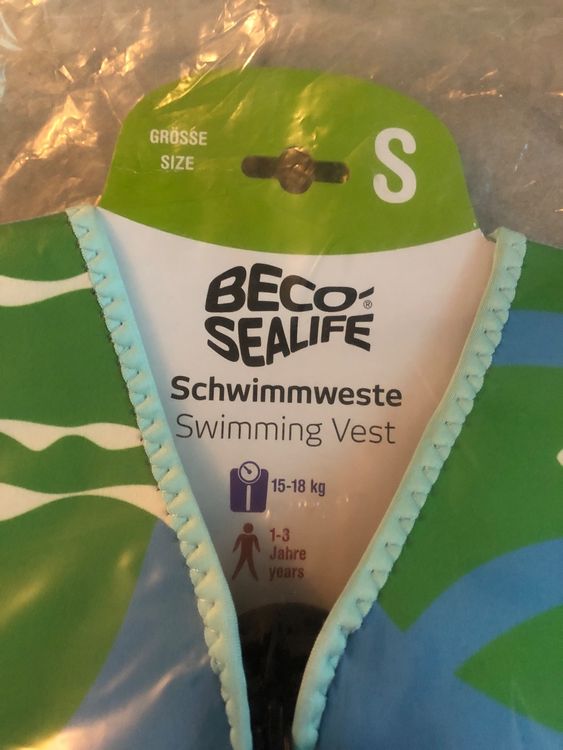 GRÖSSE
SIZE
S
BECO®
SEALIFE
Schwimmweste
Swimming Vest
15-18 kg
1-3
Jahre
years